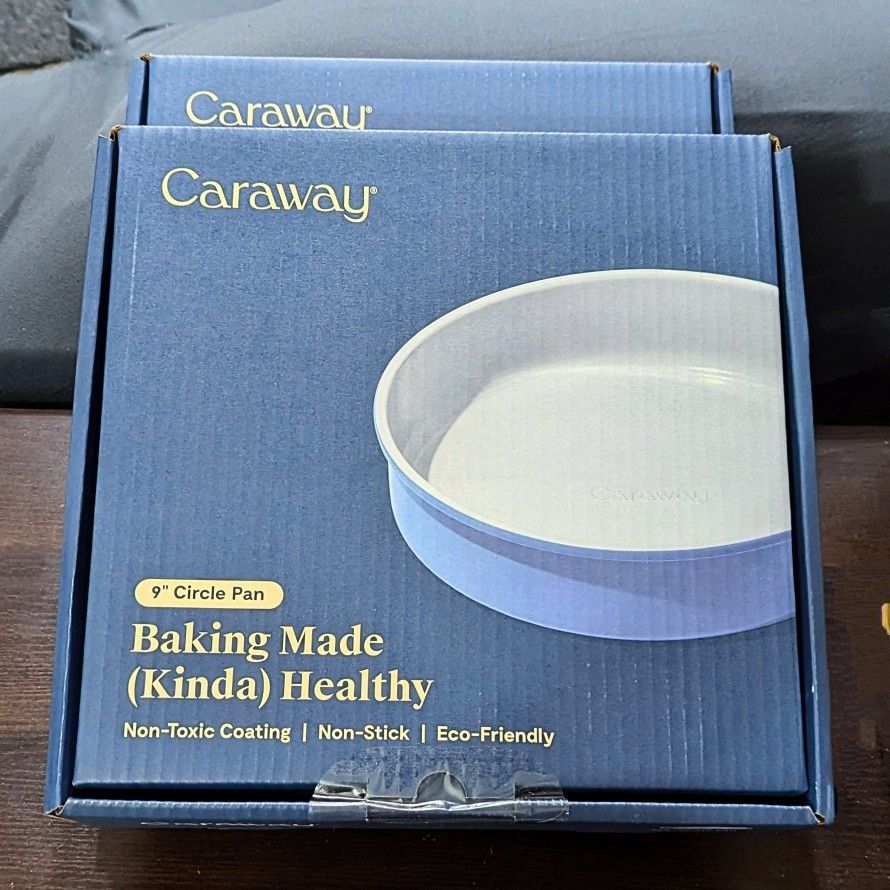 Caraway®
Caraway®
Caraway
9" Circle Pan
Baking Made
(Kinda) Healthy
Non-Toxic Coating | Non-Stick | Eco-Friendly